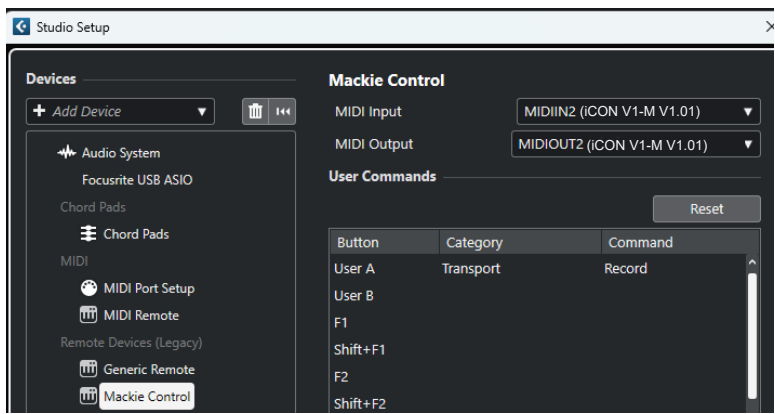 Studio Setup
Devices
+ Add Device
Audio System
Focusrite USB ASIO
Chord Pads
Chord Pads
MIDI
MIDI Port Setup
MIDI Remote
Remote Devices (Legacy)
Generic Remote
Mackie Control
Mackie Control
MIDI Input MIDIIN2 (iCON V1-M V1.01)
MIDI Output MIDIOUT2 (iCON V1-M V1.01)
User Commands
Reset
Button Category Command
User A Transport Record
User B
F1
Shift+F1
F2
Shift+F2